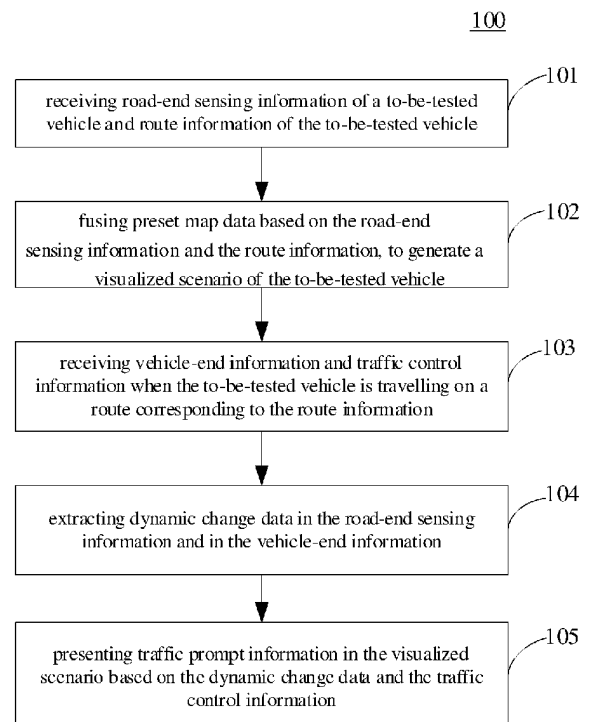 100
101
receiving road-end sensing information of a to-be-tested
vehicle and route information of the to-be-tested vehicle
102
fusing preset map data based on the road-end
sensing information and the route information, to generate a
visualized scenario of the to-be-tested vehicle
103
receiving vehicle-end information and traffic control
information when the to-be-tested vehicle is travelling on a
route corresponding to the route information
104
extracting dynamic change data in the road-end sensing
information and in the vehicle-end information
105
presenting traffic prompt information in the visualized
scenario based on the dynamic change data and the traffic
control information